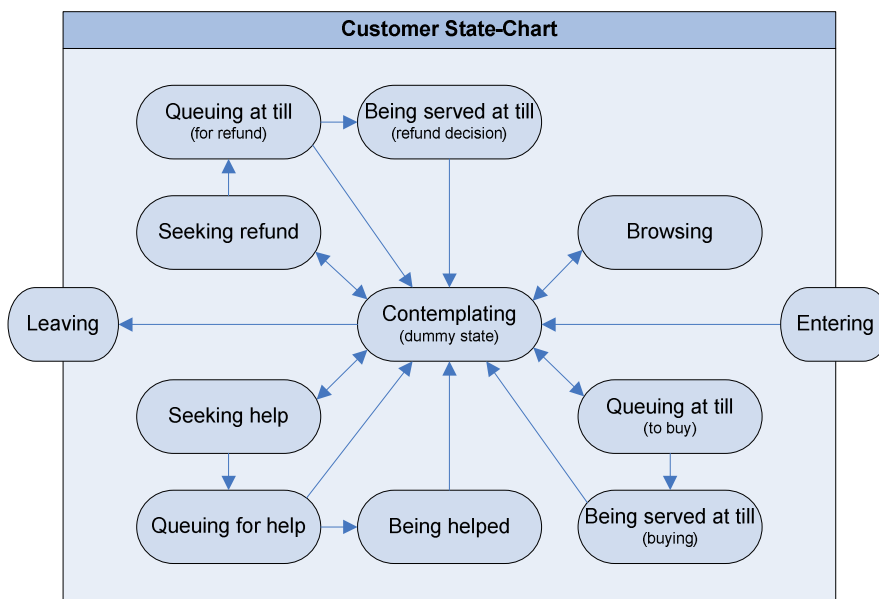 Customer State-Chart
Queuing at till
(for refund)
Being served at till
(refund decision)
Seeking refund
Browsing
Leaving
Contemplating
(dummy state)
Entering
Seeking help
Queuing at till
(to buy)
Queuing for help
Being helped
Being served at till
(buying)